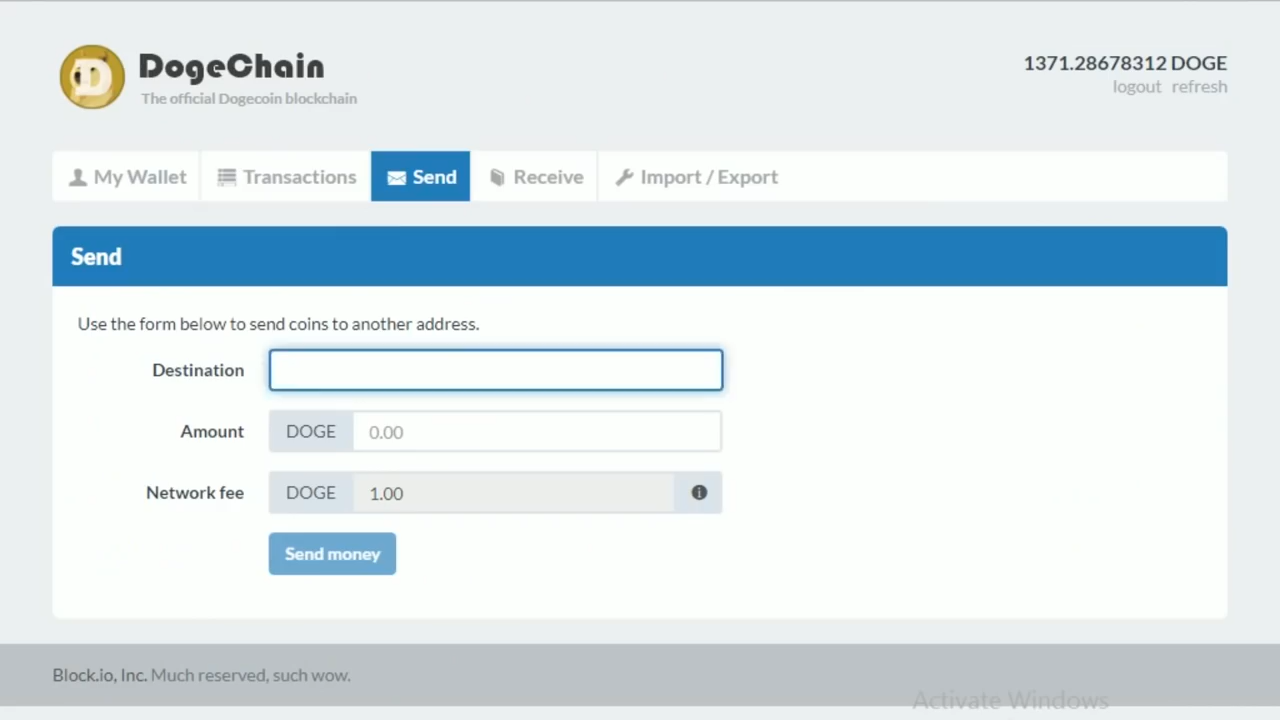 DogeChain
The official Dogecoin blockchain
1371.28678312 DOGE
logout refresh
My Wallet Transactions Send Receive Import / Export
Send
Use the form below to send coins to another address.
Destination
Amount DOGE 0.00
Network fee DOGE 1.00
Send money
Block.io, Inc. Much reserved, such wow.
Activate Windows